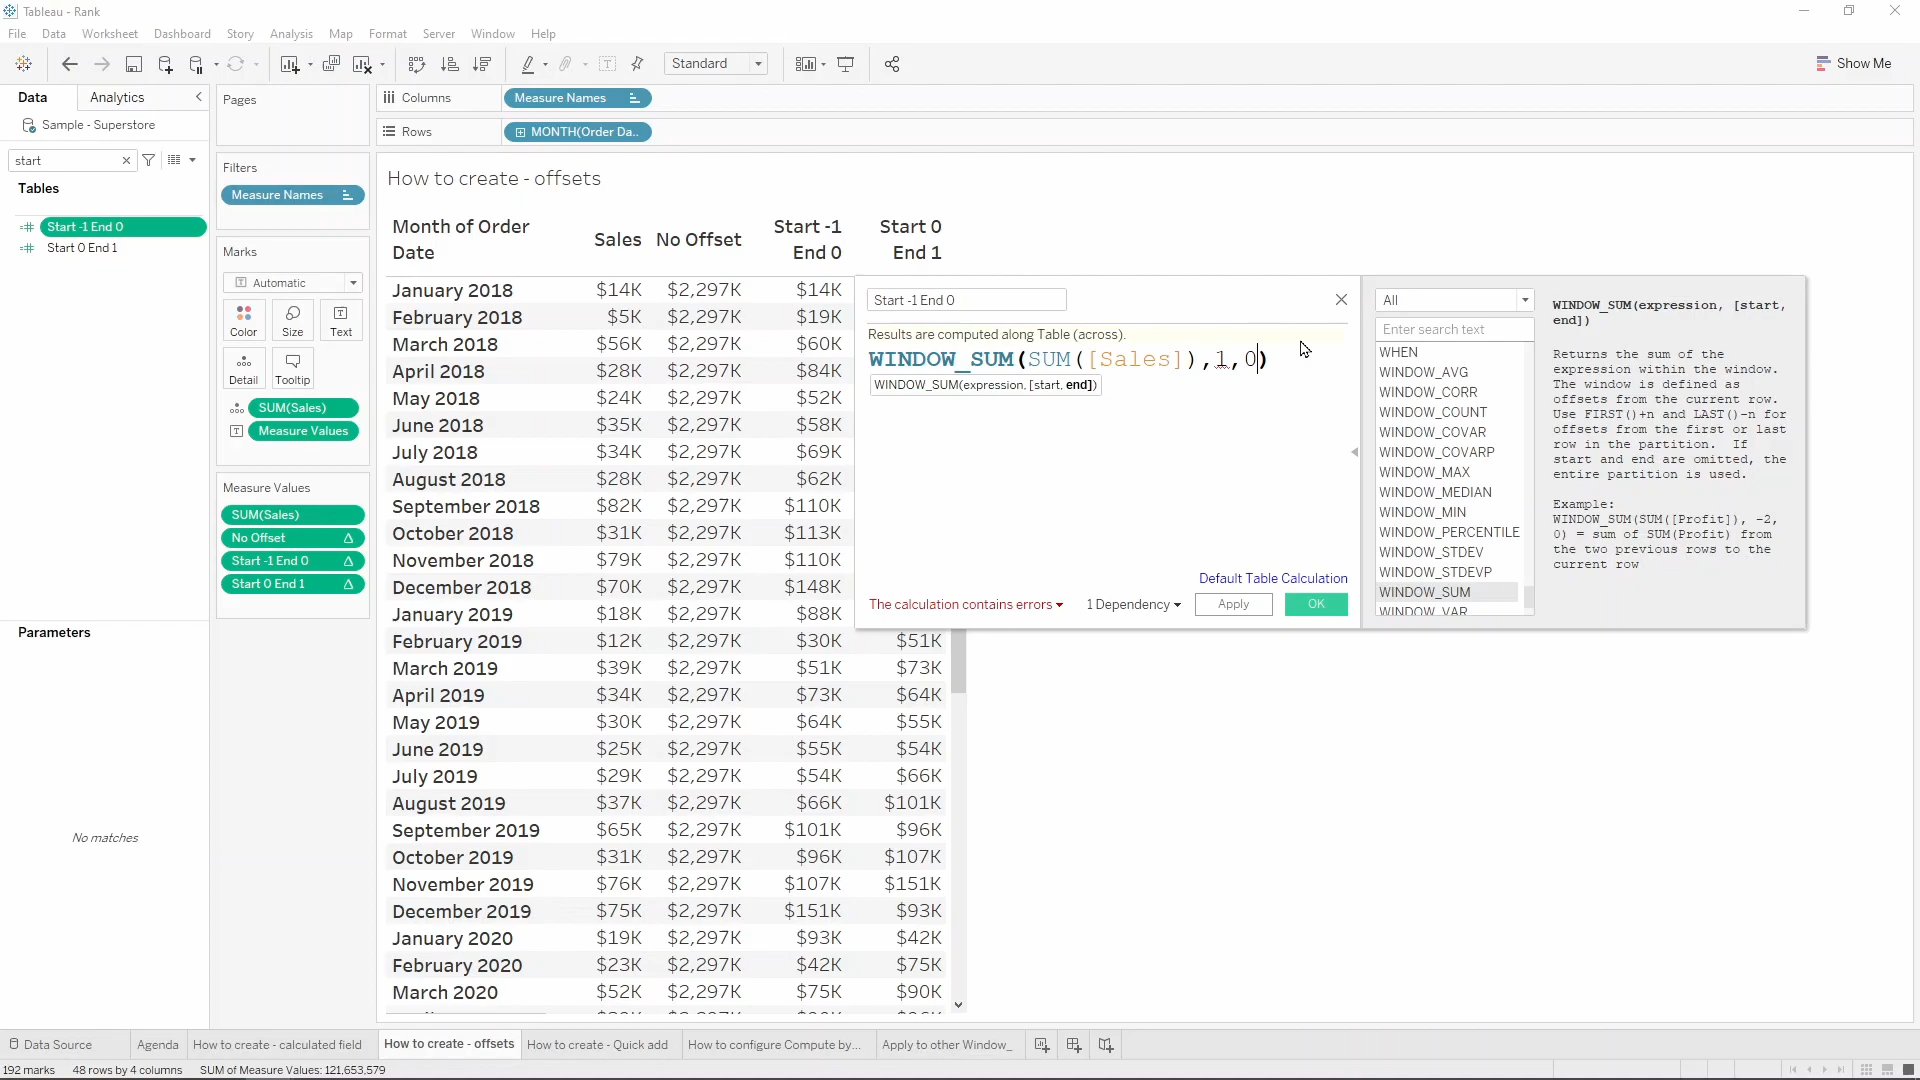 Tableau - Rank
File Data Worksheet Dashboard Story Analysis Map Format Server Window Help
Standard
Show Me
Data Analytics
Sample - Superstore
start
Tables
Start -1 End 0
Start 0 End 1
Parameters
No matches
Pages
Filters
Measure Names
Marks
Automatic
Color Size Text
Detail Tooltip
SUM(Sales)
Measure Values
Measure Values
SUM(Sales)
No Offset
Start -1 End 0
Start 0 End 1
Columns Measure Names
Rows MONTH(Order Da..
How to create - offsets
Month of Order Date Sales No Offset Start -1 End 0 Start 0 End 1
January 2018 $14K $2,297K $14K
February 2018 $5K $2,297K $19K
March 2018 $56K $2,297K $60K
April 2018 $28K $2,297K $84K
May 2018 $24K $2,297K $52K
June 2018 $35K $2,297K $58K
July 2018 $34K $2,297K $69K
August 2018 $28K $2,297K $62K
September 2018 $82K $2,297K $110K
October 2018 $31K $2,297K $113K
November 2018 $79K $2,297K $110K
December 2018 $70K $2,297K $148K
January 2019 $18K $2,297K $88K
February 2019 $12K $2,297K $30K $51K
March 2019 $39K $2,297K $51K $73K
April 2019 $34K $2,297K $73K $64K
May 2019 $30K $2,297K $64K $55K
June 2019 $25K $2,297K $55K $54K
July 2019 $29K $2,297K $54K $66K
August 2019 $37K $2,297K $66K $101K
September 2019 $65K $2,297K $101K $96K
October 2019 $31K $2,297K $96K $107K
November 2019 $76K $2,297K $107K $151K
December 2019 $75K $2,297K $151K $93K
January 2020 $19K $2,297K $93K $42K
February 2020 $23K $2,297K $42K $75K
March 2020 $52K $2,297K $75K $90K
Start -1 End 0
Results are computed along Table (across).
WINDOW_SUM(SUM([Sales]),1,0)
WINDOW_SUM(expression, [start, end])
Default Table Calculation
The calculation contains errors 1 Dependency Apply OK
All
Enter search text
WHEN
WINDOW_AVG
WINDOW_CORR
WINDOW_COUNT
WINDOW_COVAR
WINDOW_COVARP
WINDOW_MAX
WINDOW_MEDIAN
WINDOW_MIN
WINDOW_PERCENTILE
WINDOW_STDEV
WINDOW_STDEVP
WINDOW_SUM
WINDOW_VAR
WINDOW_SUM(expression, [start,
end])
Returns the sum of the
expression within the window.
The window is defined as
offsets from the current row.
Use FIRST()+n and LAST()-n for
offsets from the first or last
row in the partition. If
start and end are omitted, the
entire partition is used.
Example:
WINDOW_SUM(SUM([Profit]), -2,
0) = sum of SUM(Profit) from
the two previous rows to the
current row
Data Source Agenda How to create - calculated field How to create - offsets How to create - Quick add How to configure Compute by... Apply to other Window_
192 marks 48 rows by 4 columns SUM of Measure Values: 121,653,579